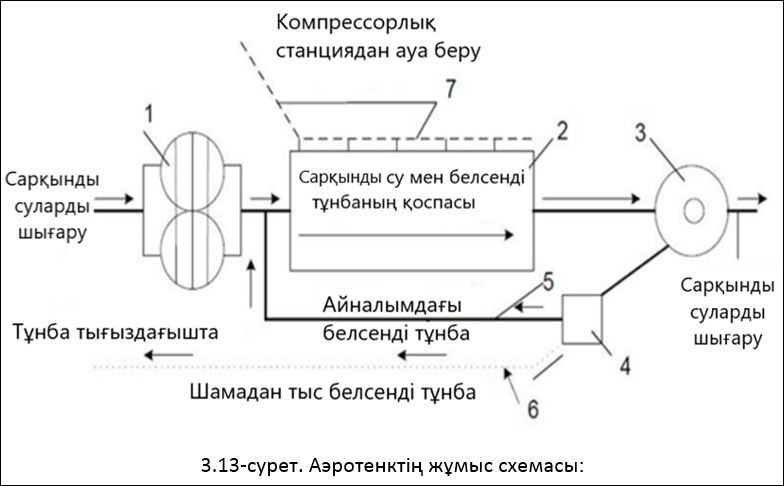 Компрессорлық
станциядан ауа беру
7
1
2
3
Сарқынды
суларды
шығару
Сарқынды су мен белсенді
тұнбаның қоспасы
5
Айналымдағы
белсенді тұнба
Сарқынды
суларды
шығару
Тұнба тығыздағышта
4
Шамадан тыс белсенді тұнба
6
3.13-сурет. Аэротенктің жұмыс схемасы: